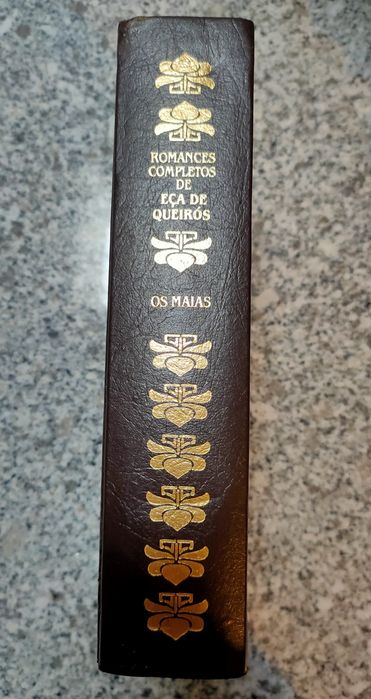 ROMANCES
COMPLETOS
DE
EÇA DE
QUEIRÓS
OS MAIAS